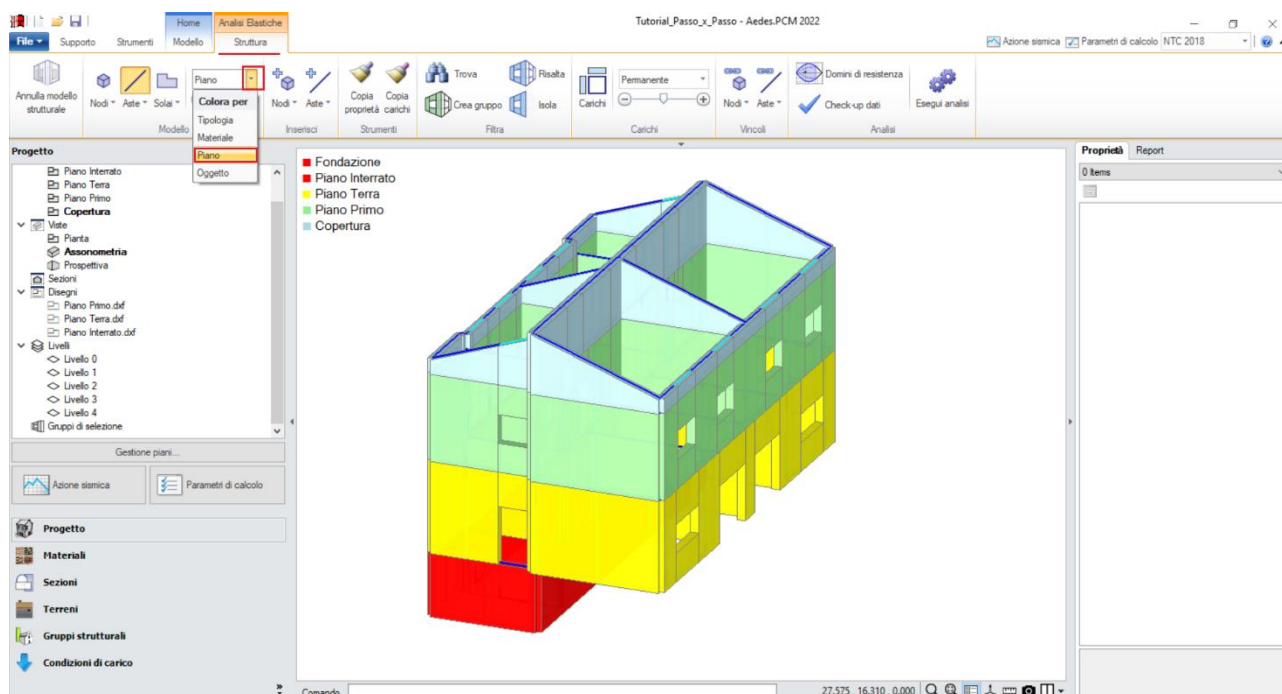 Tutorial_Passo_x_Passo - Aedes.PCM 2022
Home
Analisi Elastiche
File
Supporto
Strumenti
Modello
Struttura
Azione sismica
Parametri di calcolo
NTC 2018
Annulla modello
strutturale
Nodi
Aste
Solai
Piano
Colora per
Tipologia
Materiale
Piano
Oggetto
Modello
Nodi
Aste
Inserisci
Copia
proprietà
Copia
carichi
Strumenti
Trova
Crea gruppo
Risalta
Isola
Filtra
Carichi
Permanente
Carichi
Nodi
Aste
Vincoli
Domini di resistenza
Check-up dati
Esegui analisi
Analisi
Progetto
Piano Interrato
Piano Terra
Piano Primo
Copertura
Viste
Pianta
Assonometria
Prospettiva
Sezioni
Disegni
Piano Primo.dxf
Piano Terra.dxf
Piano Interrato.dxf
Livelli
Livello 0
Livello 1
Livello 2
Livello 3
Livello 4
Gruppi di selezione
Gestione piani...
Azione sismica
Parametri di calcolo
Progetto
Materiali
Sezioni
Terreni
Gruppi strutturali
Condizioni di carico
Fondazione
Piano Interrato
Piano Terra
Piano Primo
Copertura
Proprietà
Report
0 Items
Comando
27.575 16.310 0.000